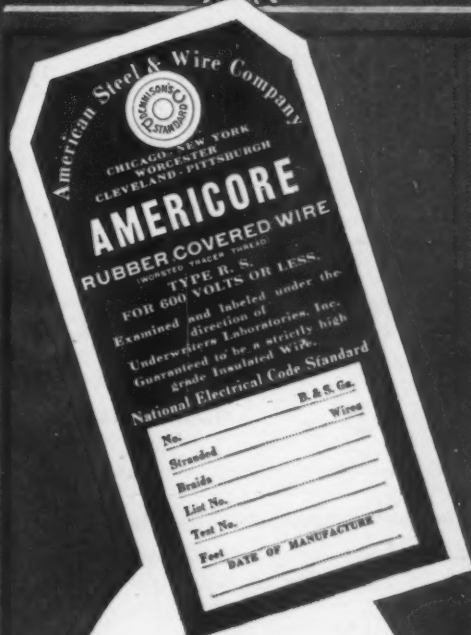 American Steel & Wire Company
DENNISON'S
STANDARD
CHICAGO - NEW YORK
WORCESTER
CLEVELAND - PITTSBURGH
AMERICORE
RUBBER COVERED WIRE
(WORSTED TRACER THREAD)
TYPE R. S.
FOR 600 VOLTS OR LESS.
Examined and labeled under the
direction of
Underwriters Laboratories, Inc.
Guaranteed to be a strictly high
grade Insulated Wire.
National Electrical Code Standard
No. B. & S. Ga.
Stranded Wires
Braids
List No.
Test No.
Feet
DATE OF MANUFACTURE